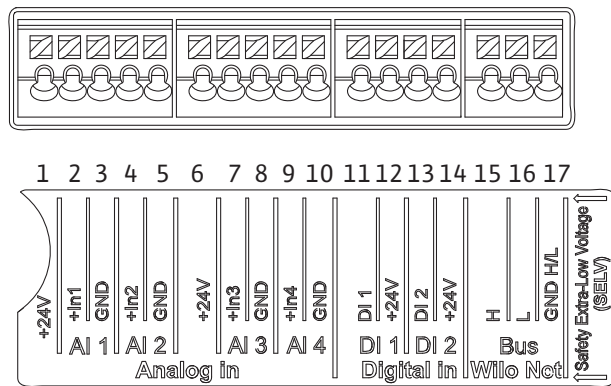 1 2 3 4 5 6 7 8 9 10 11 12 13 14 15 16 17
+24V +In1 GND +In2 GND +24V +In3 GND +In4 GND DI 1 +24V DI 2 +24V H L GND H/L
AI 1 AI 2 AI 3 AI 4 DI 1 DI 2 Bus
Analog in Digital in Wilo Net
Safety Extra-Low Voltage
(SELV)